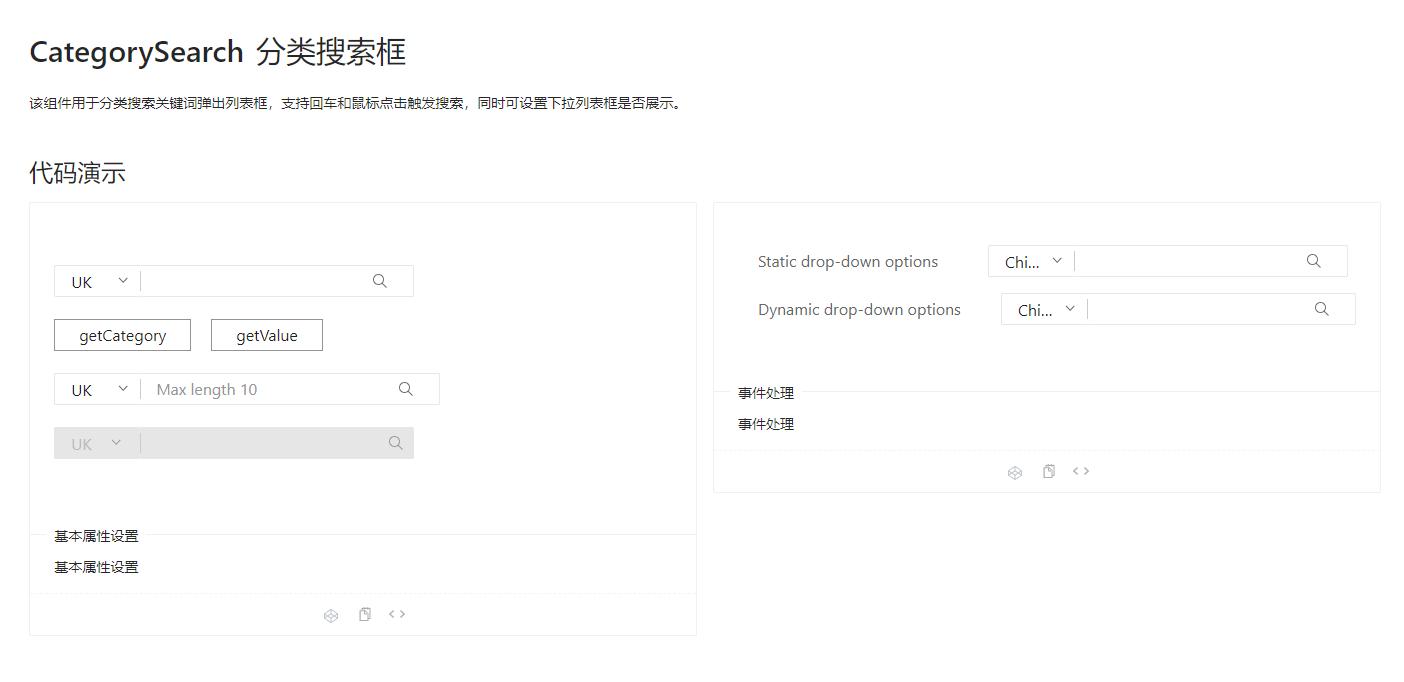 CategorySearch 分类搜索框
该组件用于分类搜索关键词弹出列表框，支持回车和鼠标点击触发搜索，同时可设置下拉列表框是否展示。
代码演示
UK
getCategory getValue
UK Max length 10
UK
基本属性设置
基本属性设置
Static drop-down options Chi...
Dynamic drop-down options Chi...
事件处理
事件处理